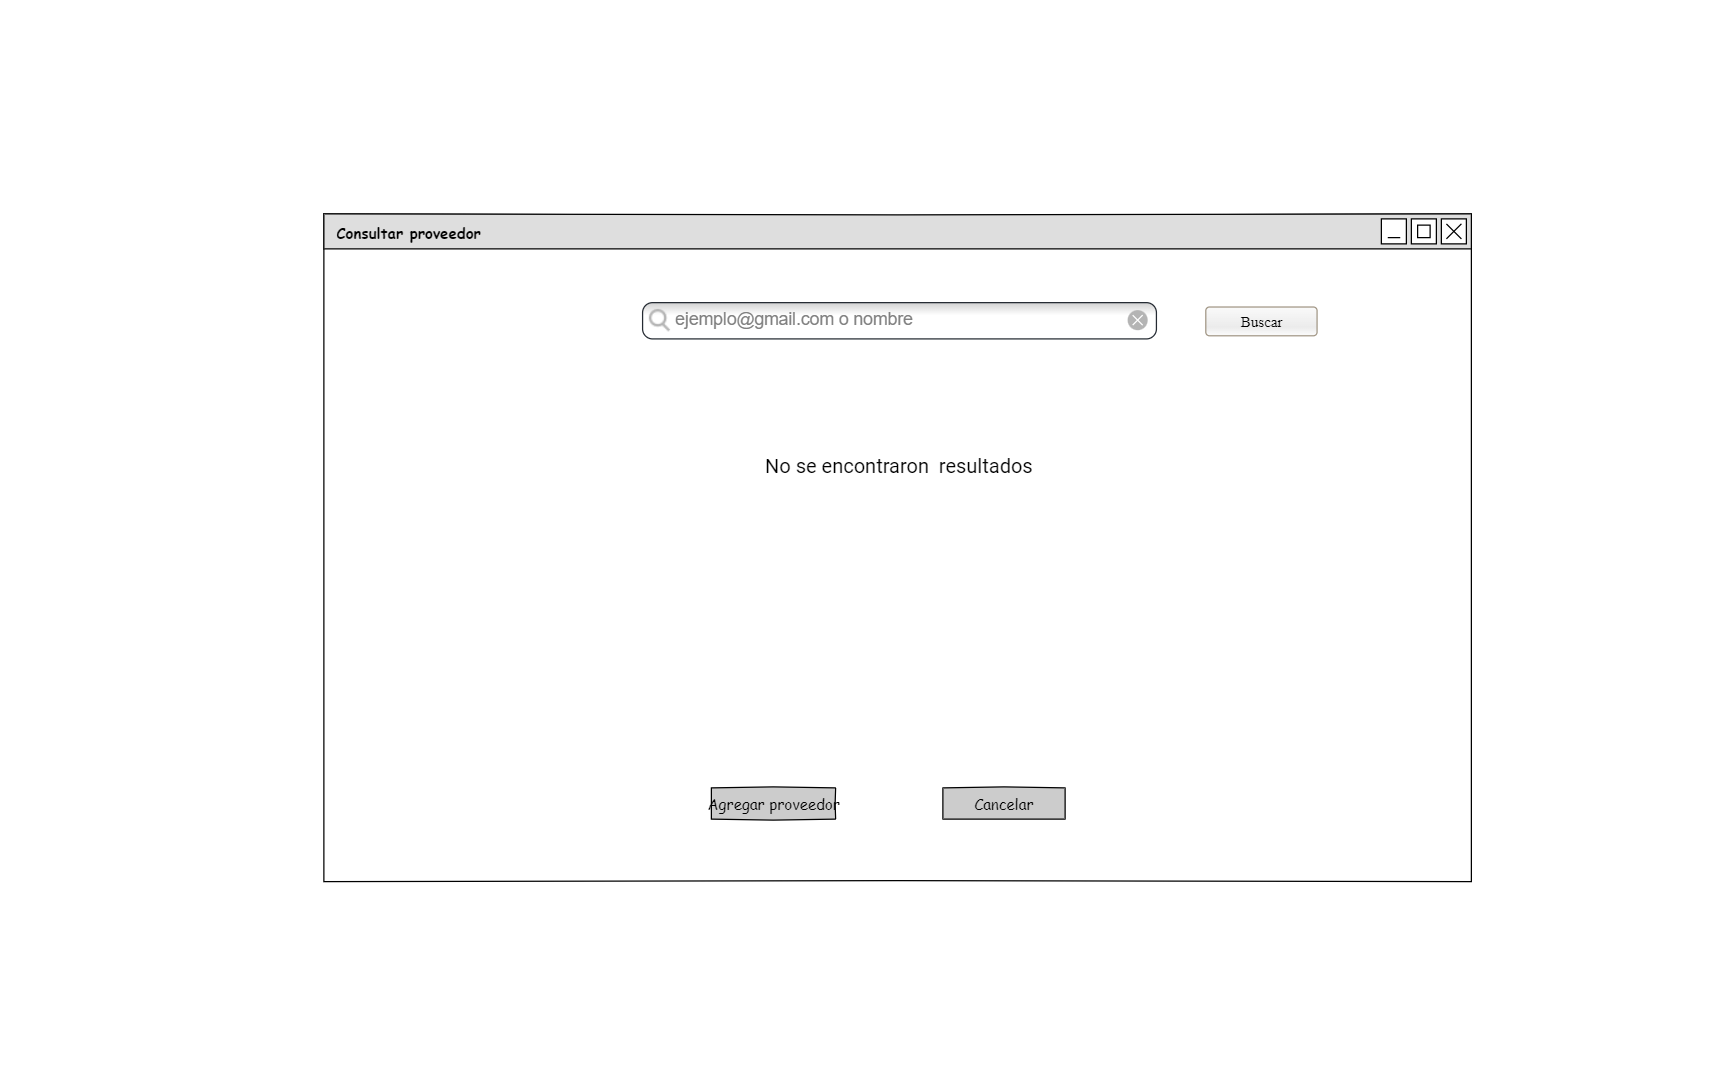 Consultar proveedor
ejemplo@gmail.com o nombre
Buscar
No se encontraron  resultados
Agregar proveedor
Cancelar